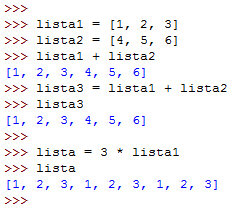 >>>
>>> lista1 = [1, 2, 3]
>>> lista2 = [4, 5, 6]
>>> lista1 + lista2
[1, 2, 3, 4, 5, 6]
>>> lista3 = lista1 + lista2
>>> lista3
[1, 2, 3, 4, 5, 6]
>>>
>>> lista = 3 * lista1
>>> lista
[1, 2, 3, 1, 2, 3, 1, 2, 3]
>>>